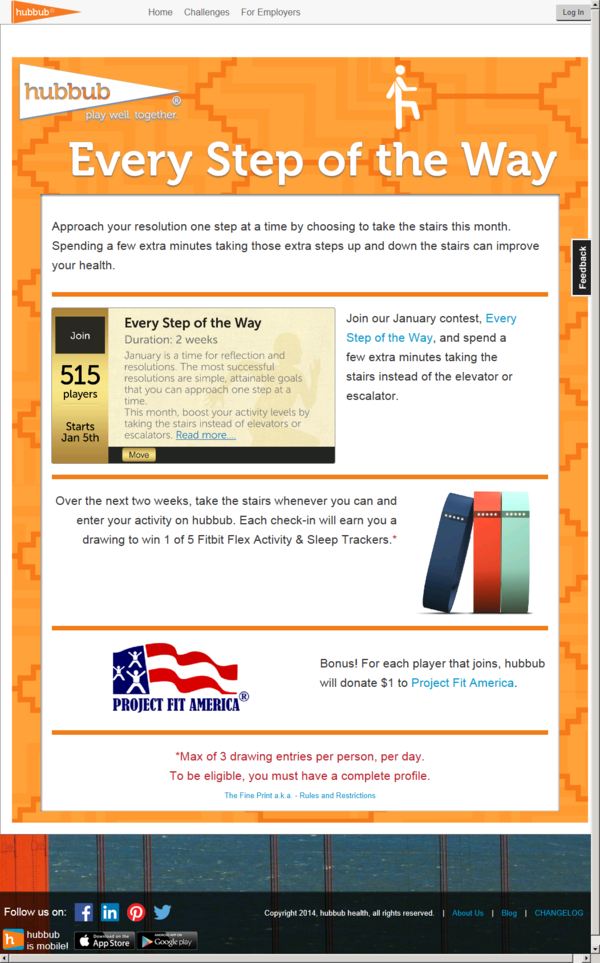 hubbub®
Home Challenges For Employers
Log In
hubbub®
play well. together.
Every Step of the Way
Approach your resolution one step at a time by choosing to take the stairs this month.
Spending a few extra minutes taking those extra steps up and down the stairs can improve
your health.
Feedback
Join
515
players
Starts
Jan 5th
Every Step of the Way
Duration: 2 weeks
January is a time for reflection and
resolutions. The most successful
resolutions are simple, attainable goals
that you can approach one step at a
time.
This month, boost your activity levels by
taking the stairs instead of elevators or
escalators. Read more....
Move
Join our January contest, Every
Step of the Way, and spend a
few extra minutes taking the
stairs instead of the elevator or
escalator.
Over the next two weeks, take the stairs whenever you can and
enter your activity on hubbub. Each check-in will earn you a
drawing to win 1 of 5 Fitbit Flex Activity & Sleep Trackers.*
PROJECT FIT AMERICA®
Bonus! For each player that joins, hubbub
will donate $1 to Project Fit America.
*Max of 3 drawing entries per person, per day.
To be eligible, you must have a complete profile.
The Fine Print a.k.a. - Rules and Restrictions
Follow us on:
Copyright 2014, hubbub health, all rights reserved. | About Us | Blog | CHANGELOG
hubbub
is mobile!
Download on the
App Store
ANDROID APP ON
Google play